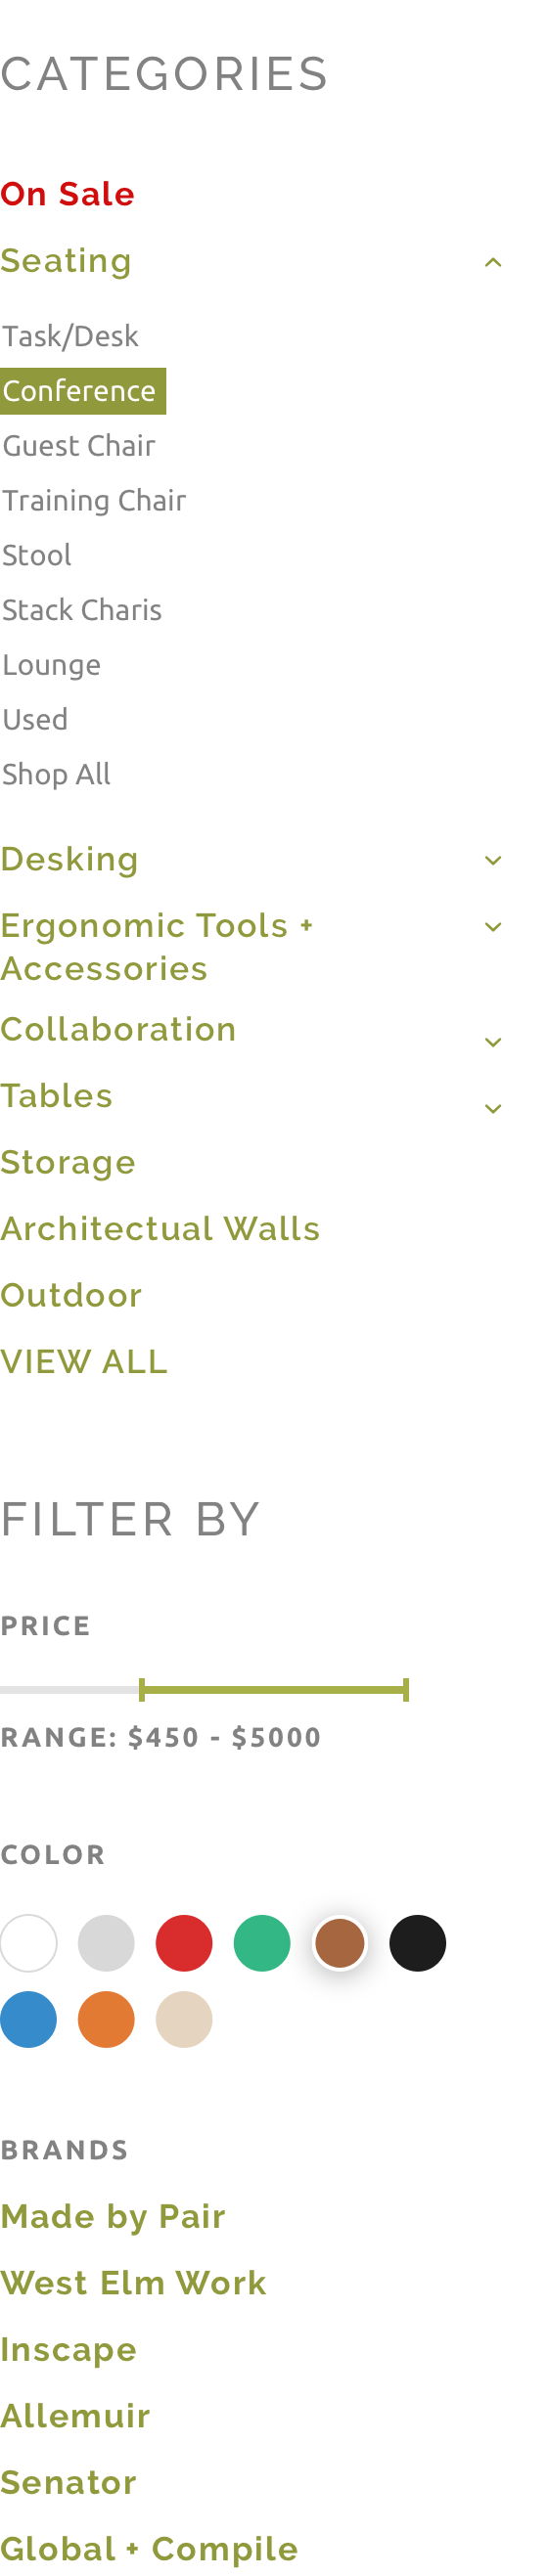 CATEGORIES
On Sale
Seating
Task/Desk
Conference
Guest Chair
Training Chair
Stool
Stack Charis
Lounge
Used
Shop All
Desking
Ergonomic Tools +
Accessories
Collaboration
Tables
Storage
Architectual Walls
Outdoor
VIEW ALL
FILTER BY
PRICE
RANGE: $450 - $5000
COLOR
BRANDS
Made by Pair
West Elm Work
Inscape
Allemuir
Senator
Global + Compile